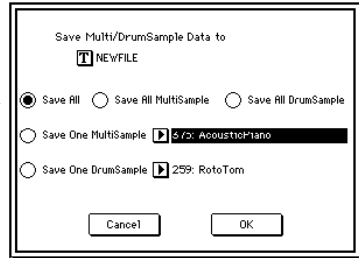 Save Multi/DrumSample Data to
T NEWFILE
Save All Save All MultiSample Save All DrumSample
Save One MultiSample 375: AcousticPiano
Save One DrumSample 259: RotoTom
Cancel OK